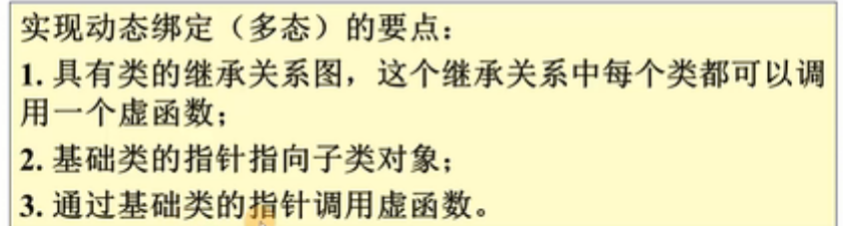 实现动态绑定（多态）的要点：
1. 具有类的继承关系图，这个继承关系中每个类都可以调
用一个虚函数；
2. 基础类的指针指向子类对象；
3. 通过基础类的指针调用虚函数。